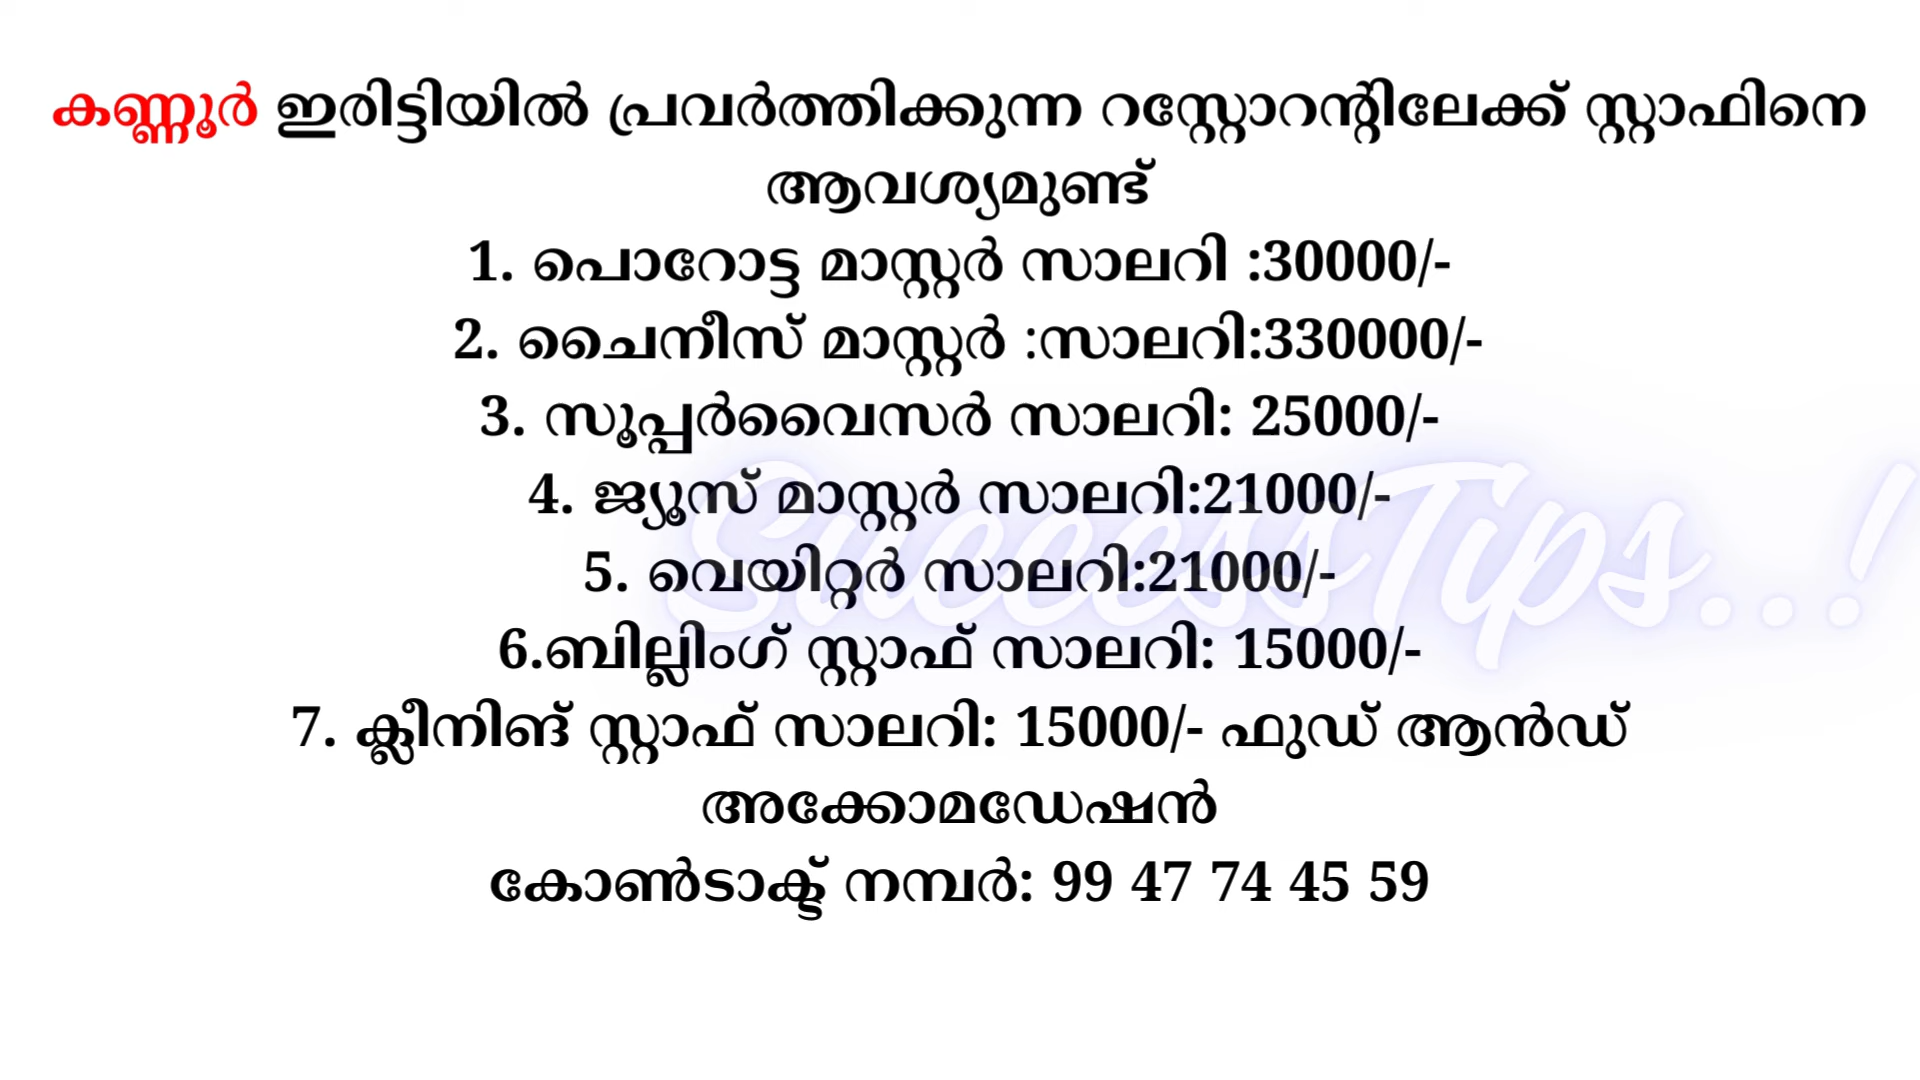 കണ്ണൂർ ഇരിട്ടിയിൽ പ്രവർത്തിക്കുന്ന റസ്റ്റോറന്റിലേക്ക് സ്റ്റാഫിനെ
ആവശ്യമുണ്ട്
1. പൊറോട്ട മാസ്റ്റർ സാലറി :30000/-
2. ചൈനീസ് മാസ്റ്റർ :സാലറി:330000/-
3. സൂപ്പർവൈസർ സാലറി: 25000/-
4. ജ്യൂസ് മാസ്റ്റർ സാലറി:21000/-
5. വെയിറ്റർ സാലറി:21000/-
6.ബില്ലിംഗ് സ്റ്റാഫ് സാലറി: 15000/-
7. ക്ലീനിങ് സ്റ്റാഫ് സാലറി: 15000/- ഫുഡ് ആൻഡ്
അക്കോമഡേഷൻ
കോൺടാക്ട് നമ്പർ: 99 47 74 45 59
SuccessTips...!